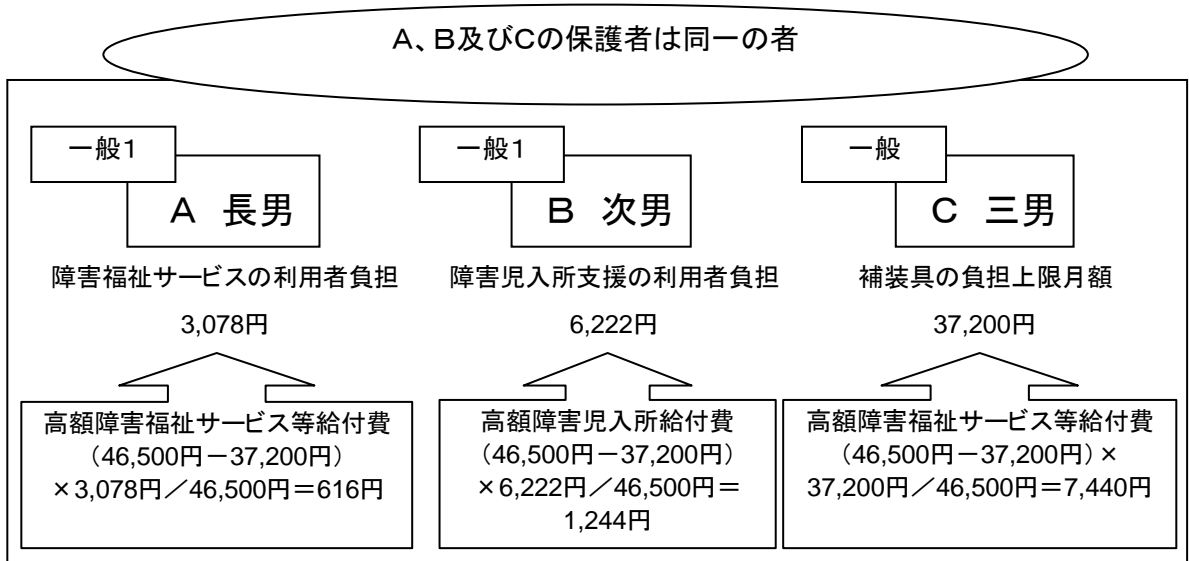 A、B及びCの保護者は同一の者
一般1
A 長男
障害福祉サービスの利用者負担
3,078円
高額障害福祉サービス等給付費
(46,500円-37,200円)
×3,078円/46,500円=616円
一般1
B 次男
障害児入所支援の利用者負担
6,222円
高額障害児入所給付費
(46,500円-37,200円)
×6,222円/46,500円=
1,244円
一般
C 三男
補装具の負担上限月額
37,200円
高額障害福祉サービス等給付費
(46,500円-37,200円)×
37,200円/46,500円=7,440円